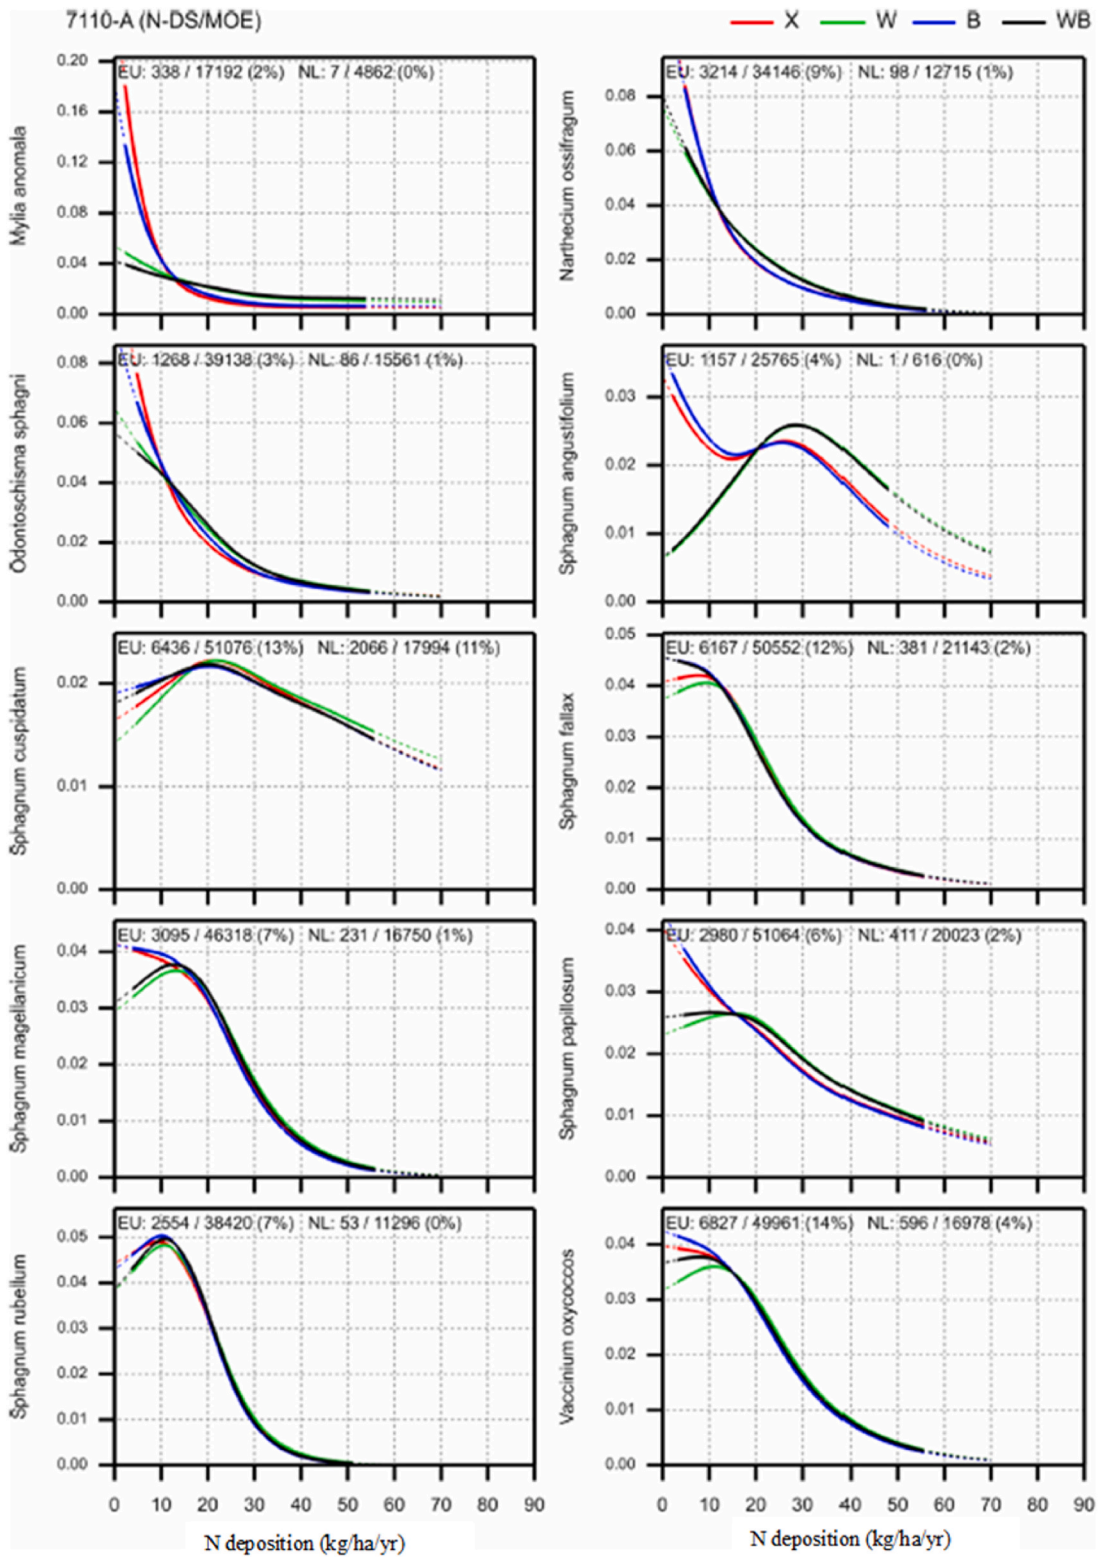 7110-A (N-DS/MOE) X W B WB
Mylia anomala
EU: 338 / 17192 (2%) NL: 7 / 4862 (0%)
0.20
0.16
0.12
0.08
0.04
0.00
Narthecium ossifragum
EU: 3214 / 34146 (9%) NL: 98 / 12715 (1%)
0.08
0.06
0.04
0.02
0.00
Odontoschisma sphagni
EU: 1268 / 39138 (3%) NL: 86 / 15561 (1%)
0.08
0.06
0.04
0.02
0.00
Sphagnum angustifolium
EU: 1157 / 25765 (4%) NL: 1 / 616 (0%)
0.03
0.02
0.01
0.00
Sphagnum cuspidatum
EU: 6436 / 51076 (13%) NL: 2066 / 17994 (11%)
0.02
0.01
0.00
Sphagnum fallax
EU: 6167 / 50552 (12%) NL: 381 / 21143 (2%)
0.05
0.04
0.03
0.02
0.01
0.00
Sphagnum magellanicum
EU: 3095 / 46318 (7%) NL: 231 / 16750 (1%)
0.04
0.03
0.02
0.01
0.00
Sphagnum papillosum
EU: 2980 / 51064 (6%) NL: 411 / 20023 (2%)
0.04
0.03
0.02
0.01
0.00
Sphagnum rubellum
EU: 2554 / 38420 (7%) NL: 53 / 11296 (0%)
0.05
0.04
0.03
0.02
0.01
0.00
0 10 20 30 40 50 60 70 80 90
N deposition (kg/ha/yr)
Vaccinium oxycoccos
EU: 6827 / 49961 (14%) NL: 596 / 16978 (4%)
0.04
0.03
0.02
0.01
0.00
0 10 20 30 40 50 60 70 80 90
N deposition (kg/ha/yr)